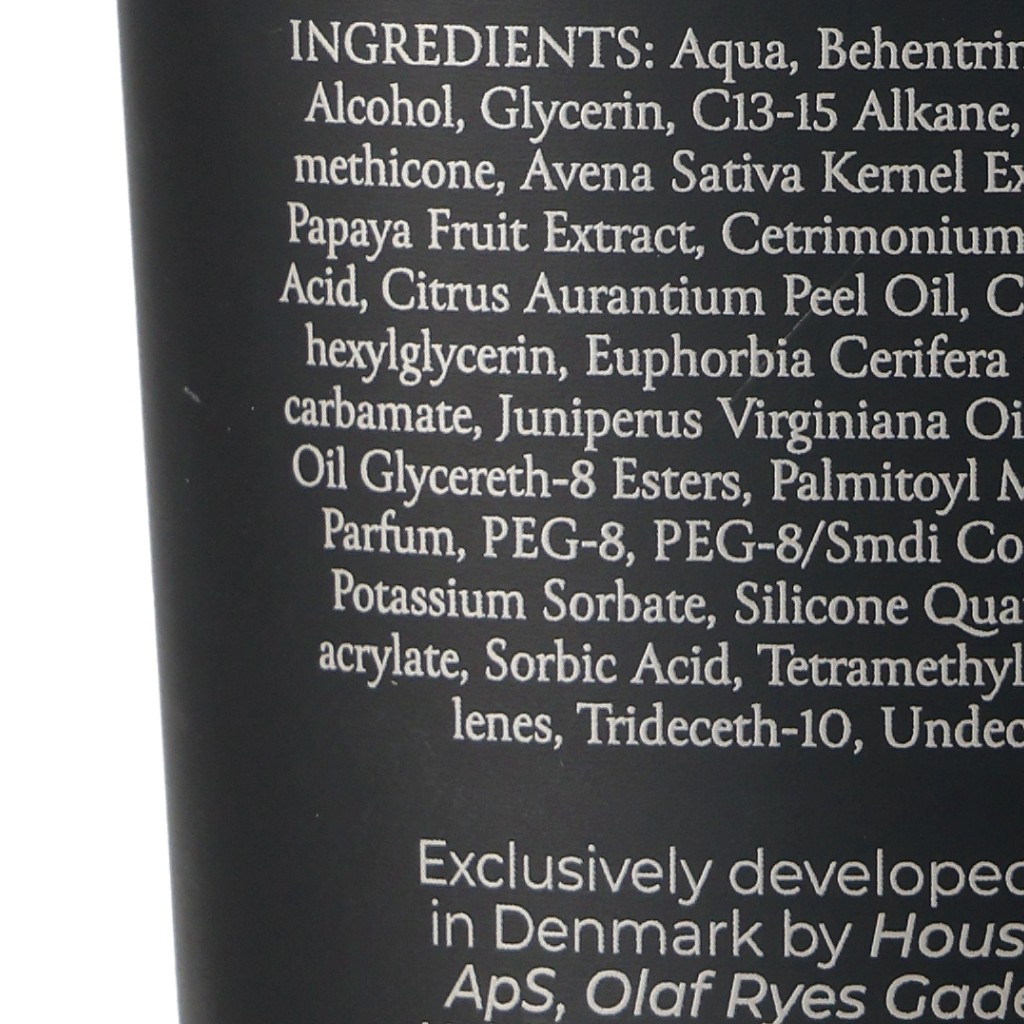 INGREDIENTS: Aqua, Behentrim
Alcohol, Glycerin, C13-15 Alkane,
methicone, Avena Sativa Kernel Ex
Papaya Fruit Extract, Cetrimonium
Acid, Citrus Aurantium Peel Oil, C
hexylglycerin, Euphorbia Cerifera
carbamate, Juniperus Virginiana Oi
Oil Glycereth-8 Esters, Palmitoyl M
Parfum, PEG-8, PEG-8/Smdi Co
Potassium Sorbate, Silicone Qua
acrylate, Sorbic Acid, Tetramethyl
lenes, Trideceth-10, Undec
Exclusively developed
in Denmark by Hous
ApS, Olaf Ryes Gade